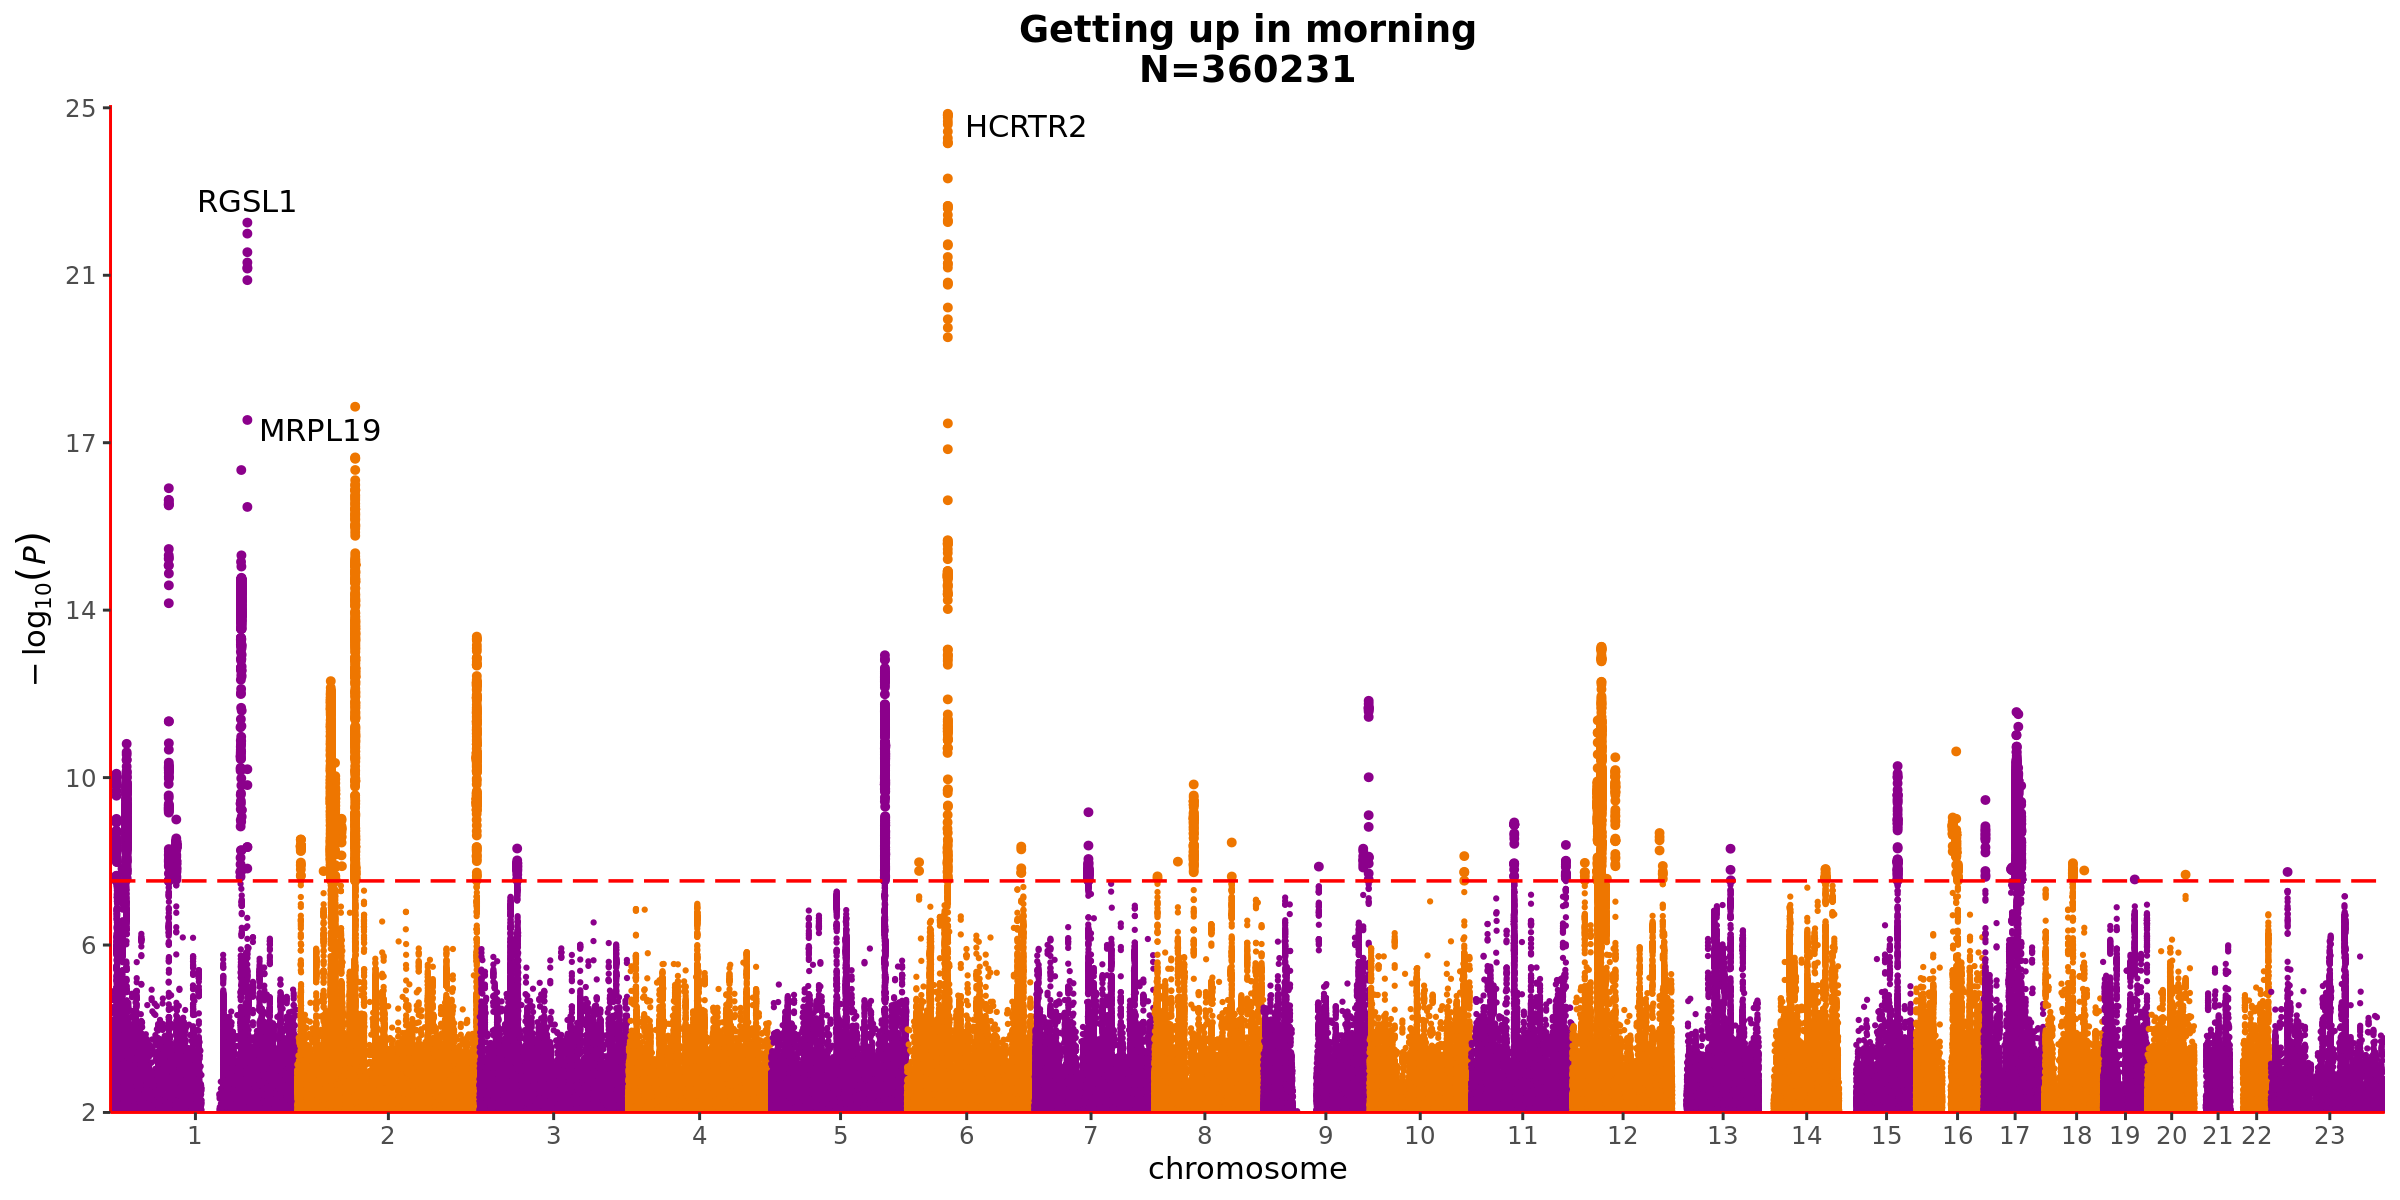 Getting up in morning
N=360231
25
HCRTR2
RGSL1
21
MRPL19
17
14
10
6
2
− log₁₀(P)
1 2 3 4 5 6 7 8 9 10 11 12 13 14 15 16 17 18 19 20 21 22 23
chromosome